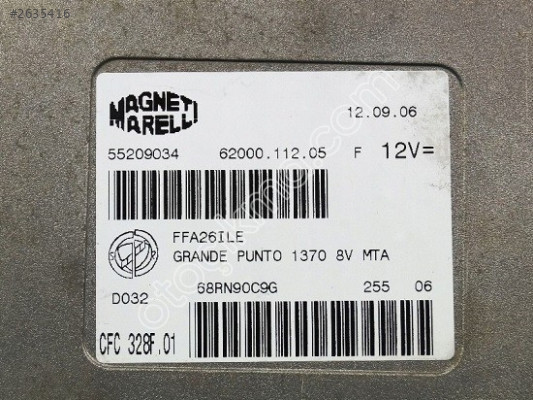 #2635416
MAGNETI
MARELLI
12.09.06
55209034 62000.112.05 F 12V=
FFA26ILE
GRANDE PUNTO 1370 8V MTA
D032 68RN90C9G 255 06
CFC 328F.01